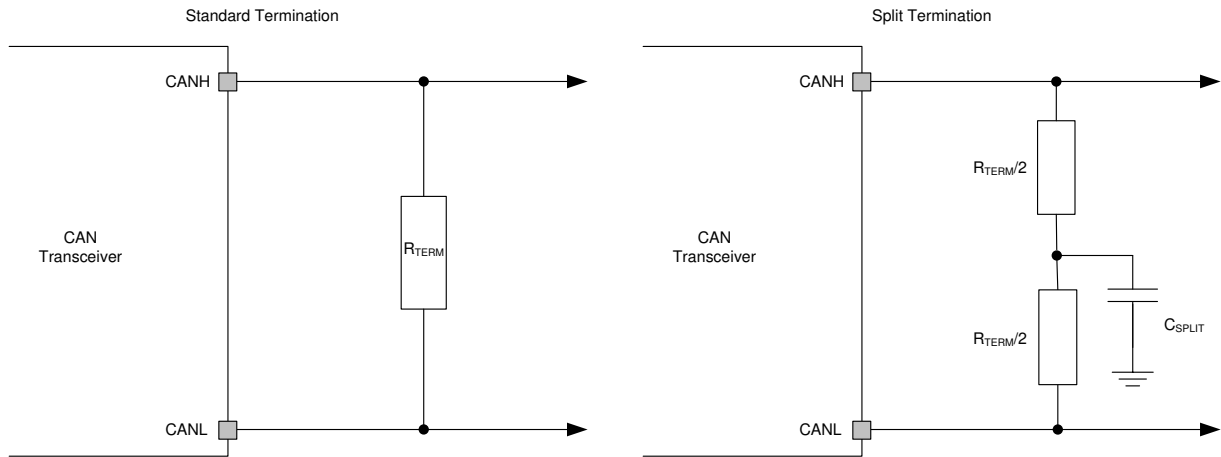 Standard Termination
CANH
CAN
Transceiver
RTERM
CANL
Split Termination
CANH
RTERM/2
CAN
Transceiver
RTERM/2
CSPLIT
CANL